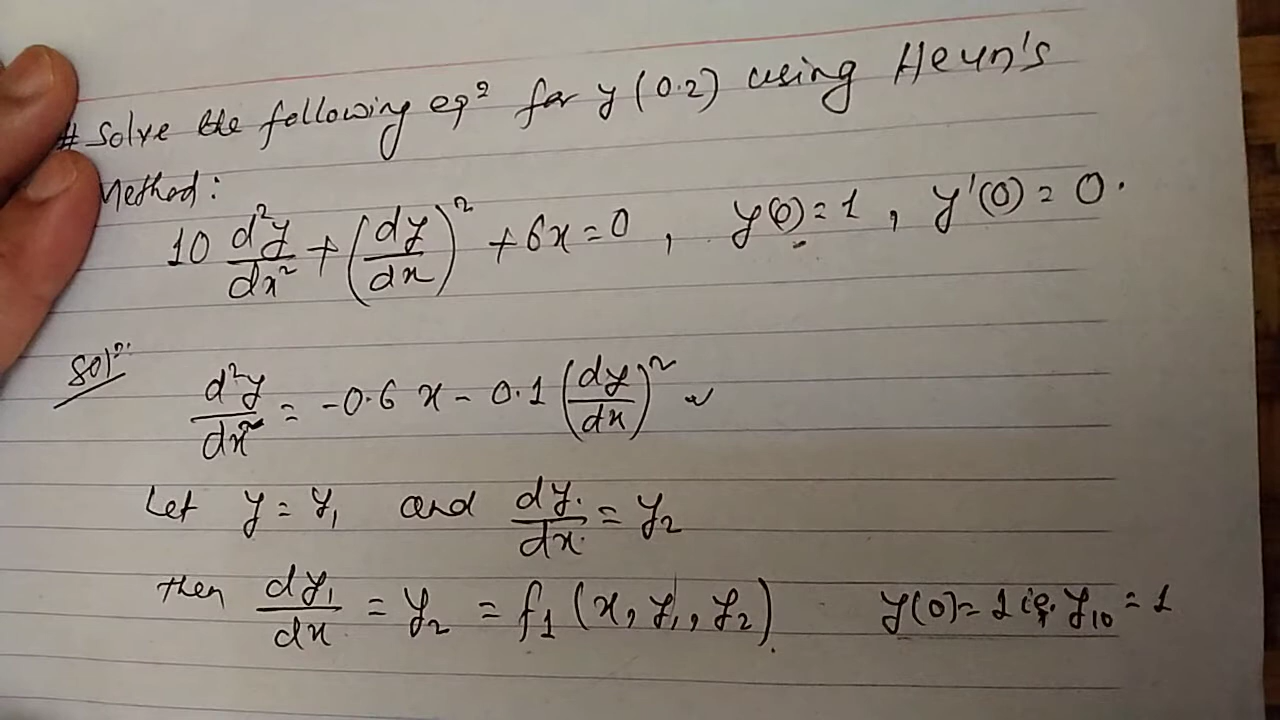 # Solve the following eqⁿ for y(0.2) using Heun's
Method:
10 d²y/dx² + (dy/dx)² + 6x = 0 , y(0) = 1 , y'(0) = 0.
Solⁿ:
d²y/dx² = -0.6 x - 0.1 (dy/dx)²
Let y = y₁ and dy/dx = y₂
then dy₁/dx = y₂ = f₁ (x, y₁, y₂) y(0) = 1 i.e. y₁₀ = 1